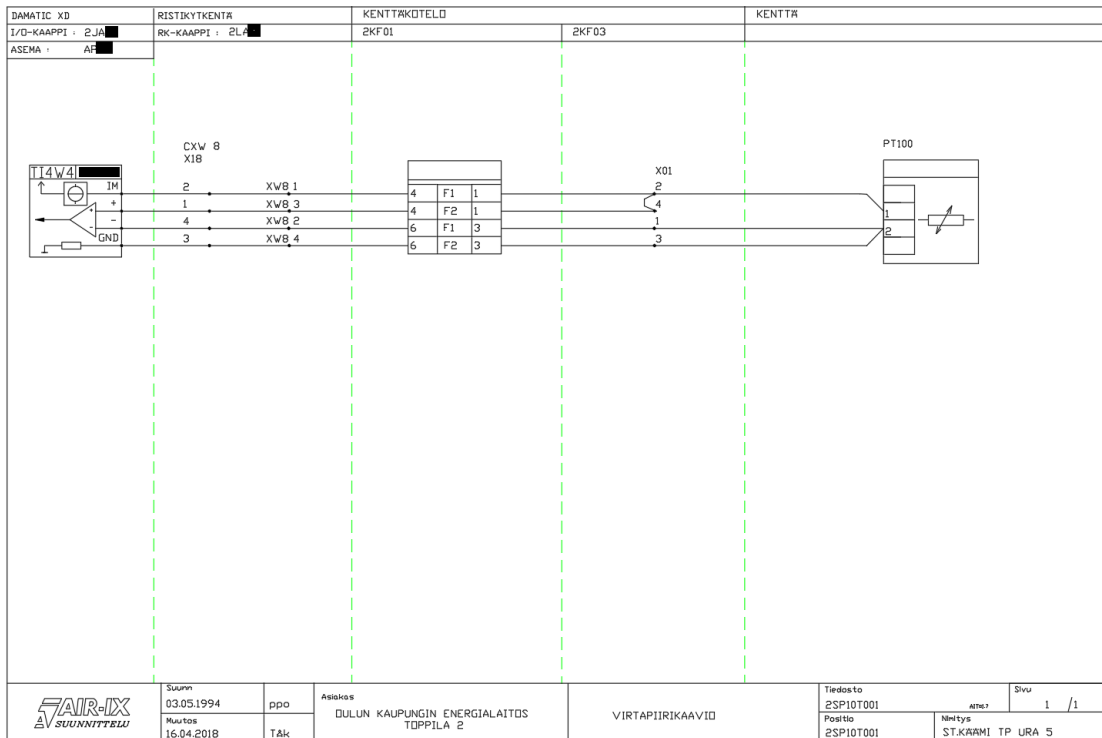 DAMATIC XD
RISTIKYTKENTÄ
KENTTÄKOTELO
KENTTÄ
I/O-KAAPPI : 2JA
RK-KAAPPI : 2LA
2KF01
2KF03
ASEMA : AP
CXW 8
X18
PT100
X01
TI4W4
IM 2 XW8 1 4 F1 1 2
+ 1 XW8 3 4 F2 1 4 1
- 4 XW8 2 6 F1 3 1 2
GND 3 XW8 4 6 F2 3 3
AIR-IX
SUUNNITTELU
Suunn
03.05.1994 ppo
Muutos
16.04.2018 TAk
Asiakas
OULUN KAUPUNGIN ENERGIALAITOS
TOPPILA 2
VIRTAPIIRIKAAVIO
Tiedosto
2SP10T001
Sivu
1 /1
Positio
2SP10T001
Nimitys
ST.KÄÄMI TP URA 5